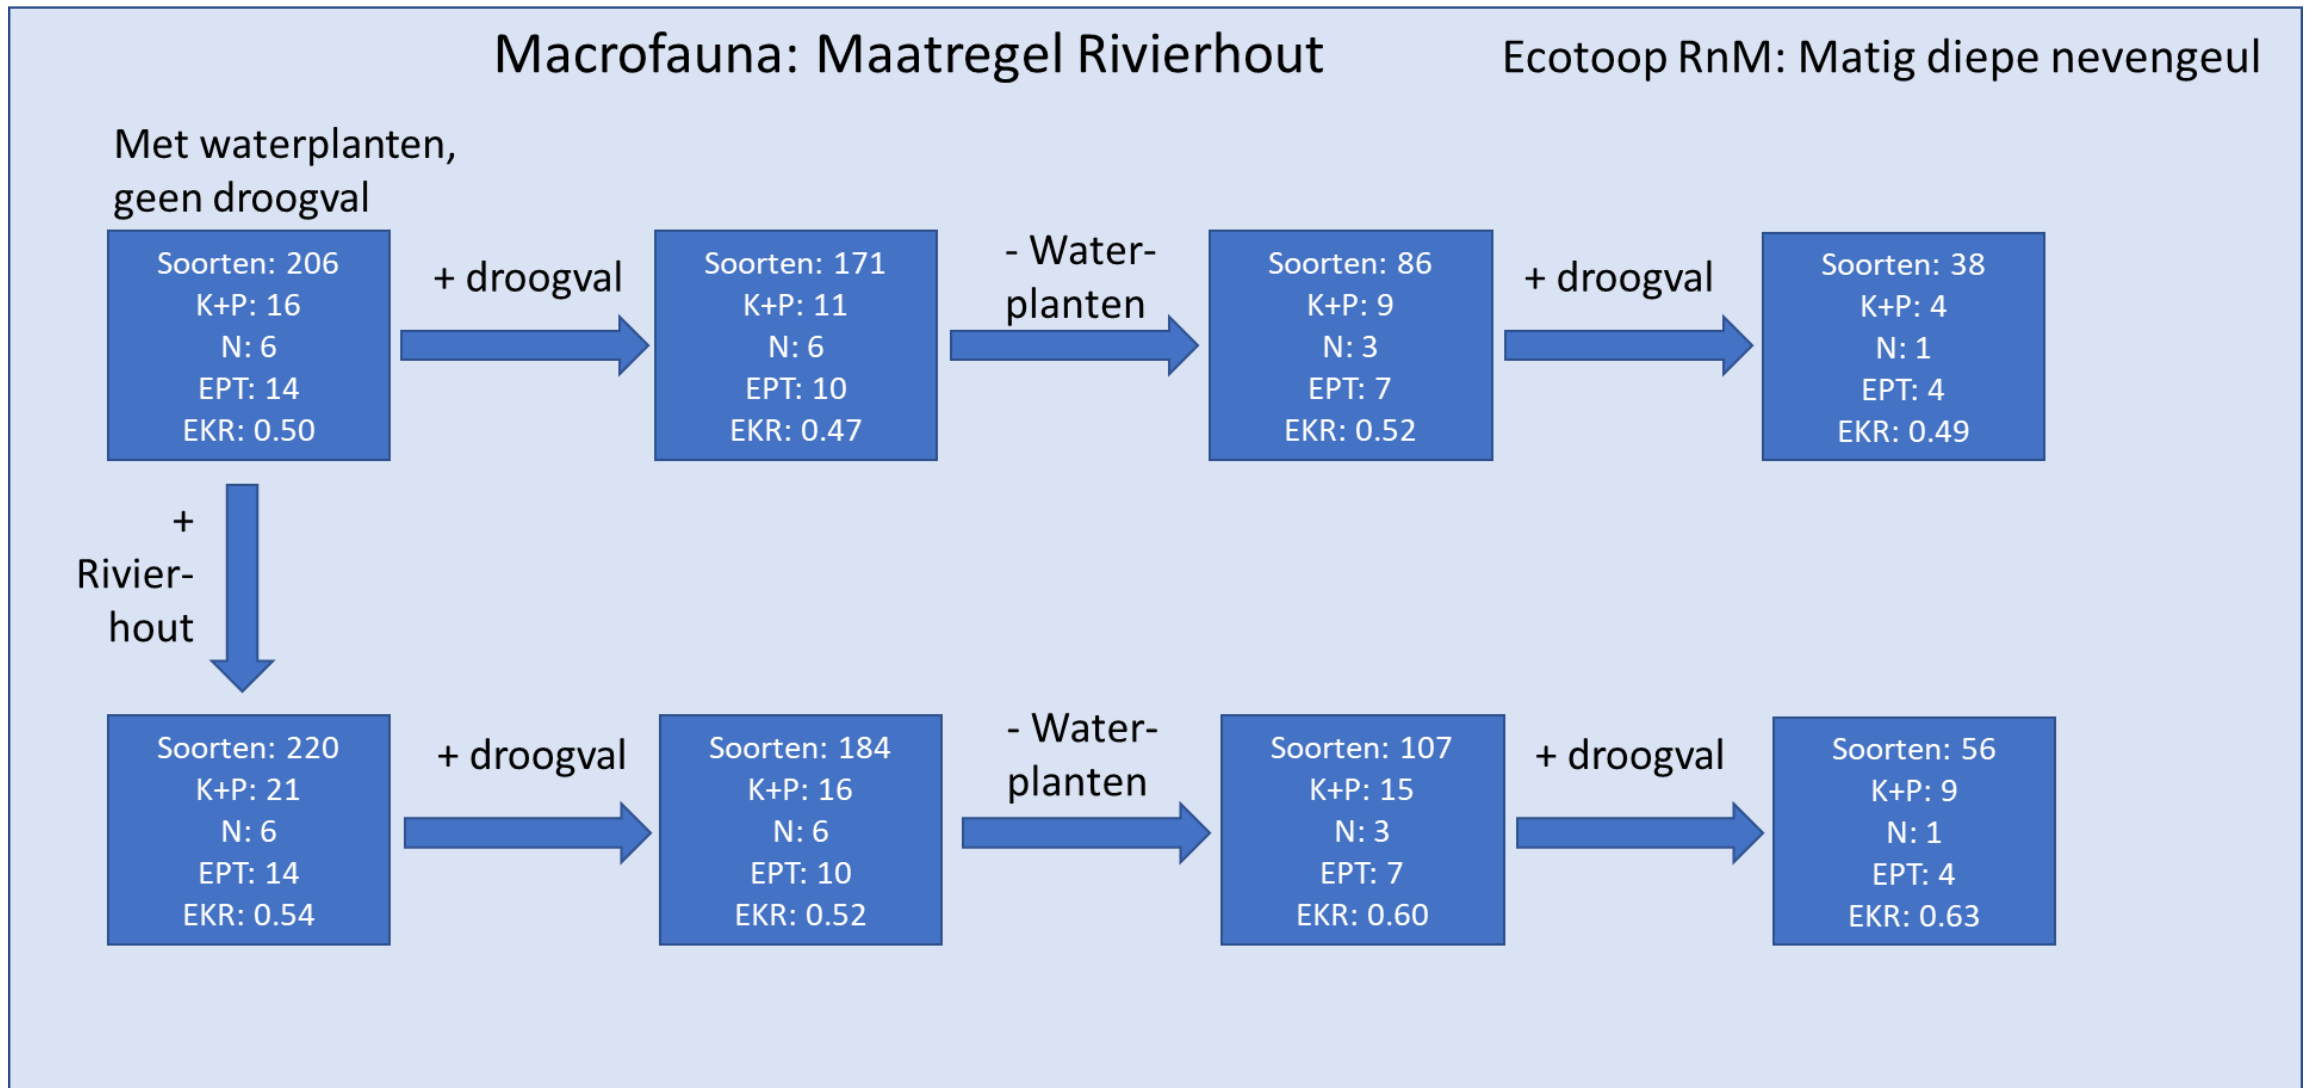 Macrofauna: Maatregel Rivierhout
Ecotoop RnM: Matig diepe nevengeul
Met waterplanten,
geen droogval
Soorten: 206
K+P: 16
N: 6
EPT: 14
EKR: 0.50
+ droogval
Soorten: 171
K+P: 11
N: 6
EPT: 10
EKR: 0.47
- Water-
planten
Soorten: 86
K+P: 9
N: 3
EPT: 7
EKR: 0.52
+ droogval
Soorten: 38
K+P: 4
N: 1
EPT: 4
EKR: 0.49
+
Rivier-
hout
Soorten: 220
K+P: 21
N: 6
EPT: 14
EKR: 0.54
+ droogval
Soorten: 184
K+P: 16
N: 6
EPT: 10
EKR: 0.52
- Water-
planten
Soorten: 107
K+P: 15
N: 3
EPT: 7
EKR: 0.60
+ droogval
Soorten: 56
K+P: 9
N: 1
EPT: 4
EKR: 0.63